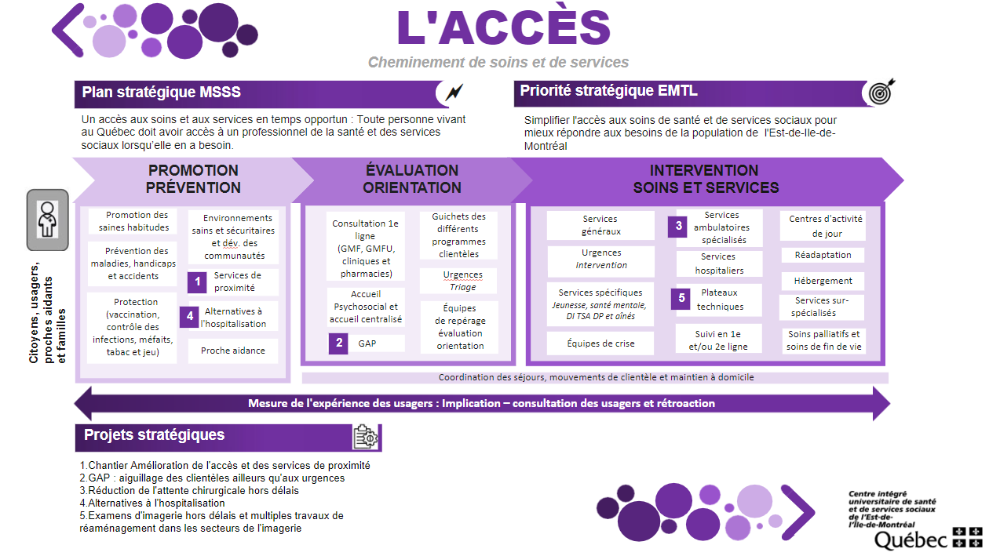 L'ACCÈS
Cheminement de soins et de services
Plan stratégique MSSS
Un accès aux soins et aux services en temps opportun : Toute personne vivant
au Québec doit avoir accès à un professionnel de la santé et des services
sociaux lorsqu'elle en a besoin.
Priorité stratégique EMTL
Simplifier l'accès aux soins de santé et de services sociaux pour
mieux répondre aux besoins de la population de l'Est-de-Ile-de-
Montréal
Citoyens, usagers,
proches aidants
et familles
PROMOTION
PRÉVENTION
Promotion des
saines habitudes
Prévention des
maladies, handicaps
et accidents
Protection
(vaccination,
contrôle des
infections, méfaits,
tabac et jeu)
Environnements
sains et sécuritaires
et dév. des
communautés
1
Services de
proximité
4
Alternatives à
l'hospitalisation
Proche aidance
ÉVALUATION
ORIENTATION
Consultation 1e
ligne
(GMF, GMFU,
cliniques et
pharmacies)
Accueil
Psychosocial et
accueil centralisé
2
GAP
Guichets des
différents
programmes
clientèles
Urgences
Triage
Équipes
de repérage
évaluation
orientation
INTERVENTION
SOINS ET SERVICES
Services
généraux
Urgences
Intervention
Services spécifiques
Jeunesse, santé mentale,
DI TSA DP et aînés
Équipes de crise
3
Services
ambulatoires
spécialisés
Services
hospitaliers
5
Plateaux
techniques
Suivi en 1e
et/ou 2e ligne
Centres d'activité
de jour
Réadaptation
Hébergement
Services sur-
spécialisés
Soins palliatifs et
soins de fin de vie
Coordination des séjours, mouvements de clientèle et maintien à domicile
Mesure de l'expérience des usagers : Implication – consultation des usagers et rétroaction
Projets stratégiques
1.Chantier Amélioration de l'accès et des services de proximité
2.GAP : aiguillage des clientèles ailleurs qu'aux urgences
3.Réduction de l'attente chirurgicale hors délais
4.Alternatives à l'hospitalisation
5.Examens d'imagerie hors délais et multiples travaux de
réaménagement dans les secteurs de l'imagerie
Centre intégré
universitaire de santé
et de services sociaux
de l'Est-de-
l'Île-de-Montréal
Québec